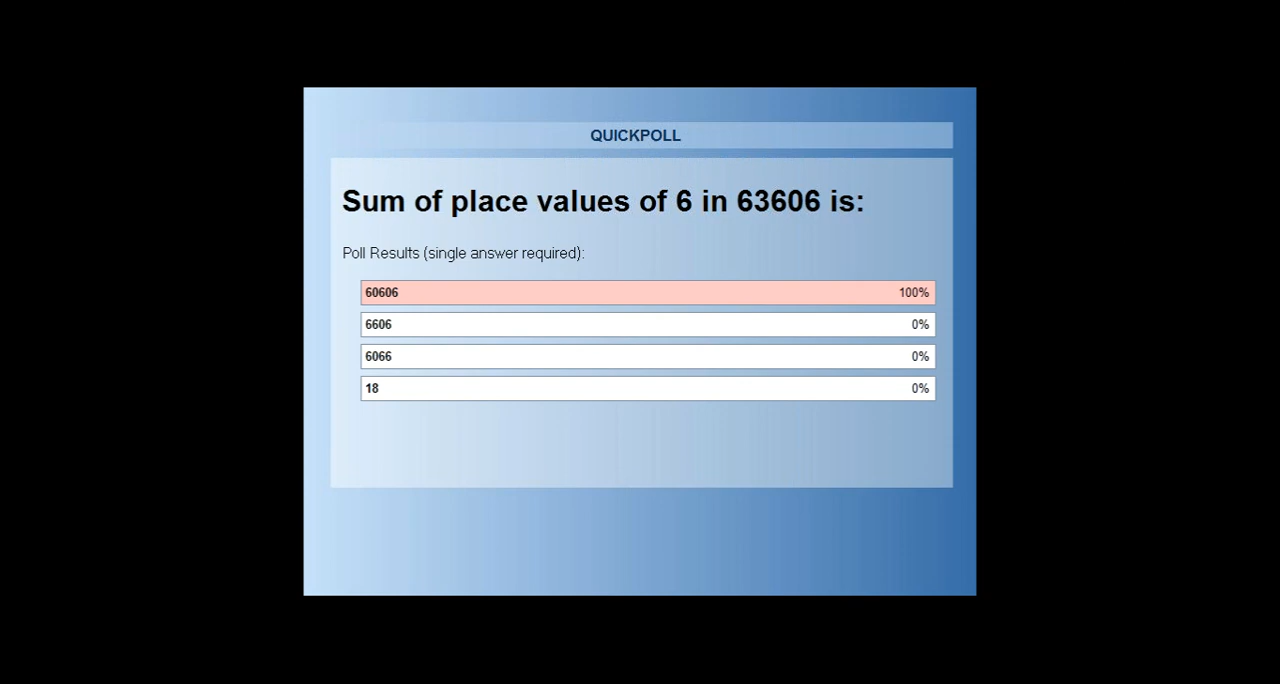 QUICKPOLL
Sum of place values of 6 in 63606 is:
Poll Results (single answer required):
60606 100%
6606 0%
6066 0%
18 0%